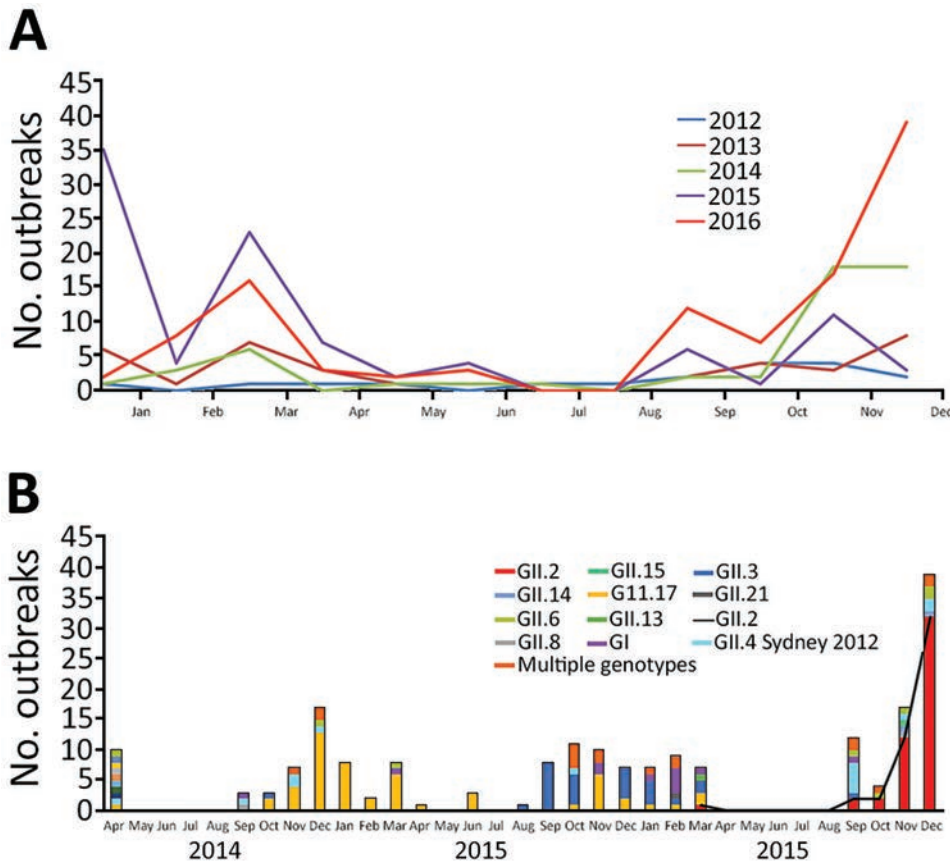 A
45
40
35
30
25
20
15
10
5
0
No. outbreaks
2012
2013
2014
2015
2016
Jan Feb Mar Apr May Jun Jul Aug Sep Oct Nov Dec
B
45
40
35
30
25
20
15
10
5
0
No. outbreaks
GII.2 GII.15 GII.3
GII.14 G11.17 GII.21
GII.6 GII.13 GII.2
GII.8 GI GII.4 Sydney 2012
Multiple genotypes
Apr May Jun Jul Aug Sep Oct Nov Dec Jan Feb Mar Apr May Jun Jul Aug Sep Oct Nov Dec Jan Feb Mar Apr May Jun Jul Aug Sep Oct Nov Dec
2014 2015 2015